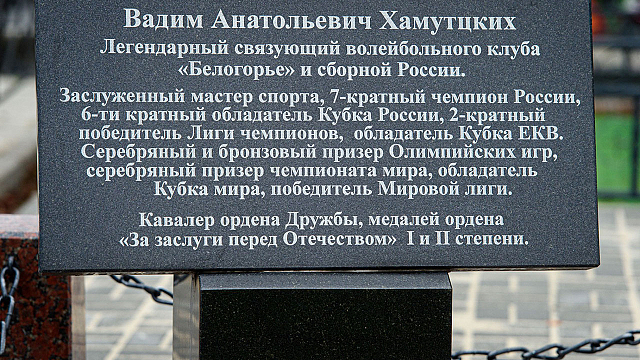 Вадим Анатольевич Хамутцких
Легендарный связующий волейбольного клуба
«Белогорье» и сборной России.
Заслуженный мастер спорта, 7-кратный чемпион России,
6-ти кратный обладатель Кубка России, 2-кратный
победитель Лиги чемпионов, обладатель Кубка ЕКВ.
Серебряный и бронзовый призер Олимпийских игр,
серебряный призер чемпионата мира, обладатель
Кубка мира, победитель Мировой лиги.
Кавалер ордена Дружбы, медалей ордена
«За заслуги перед Отечеством» I и II степени.